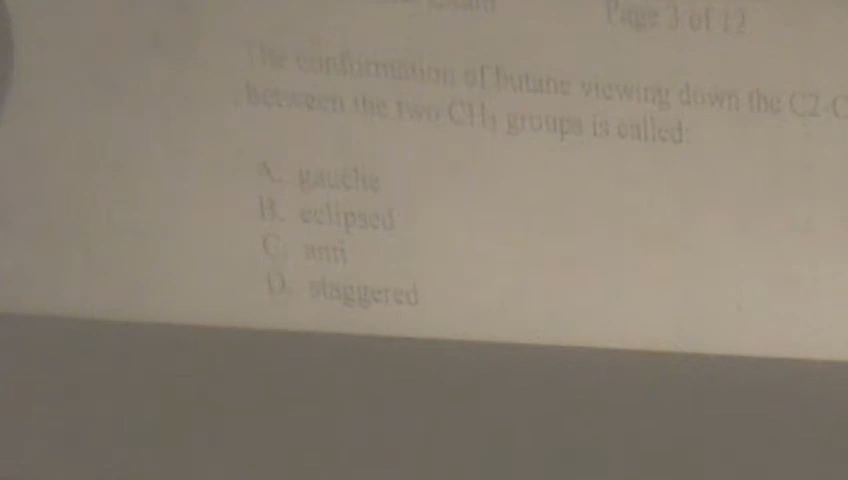 Exam Page 3 of 12
The conformation of butane viewing down the C2-C
between the two CH₃ groups is called:
A. gauche
B. eclipsed
C. anti
D. staggered